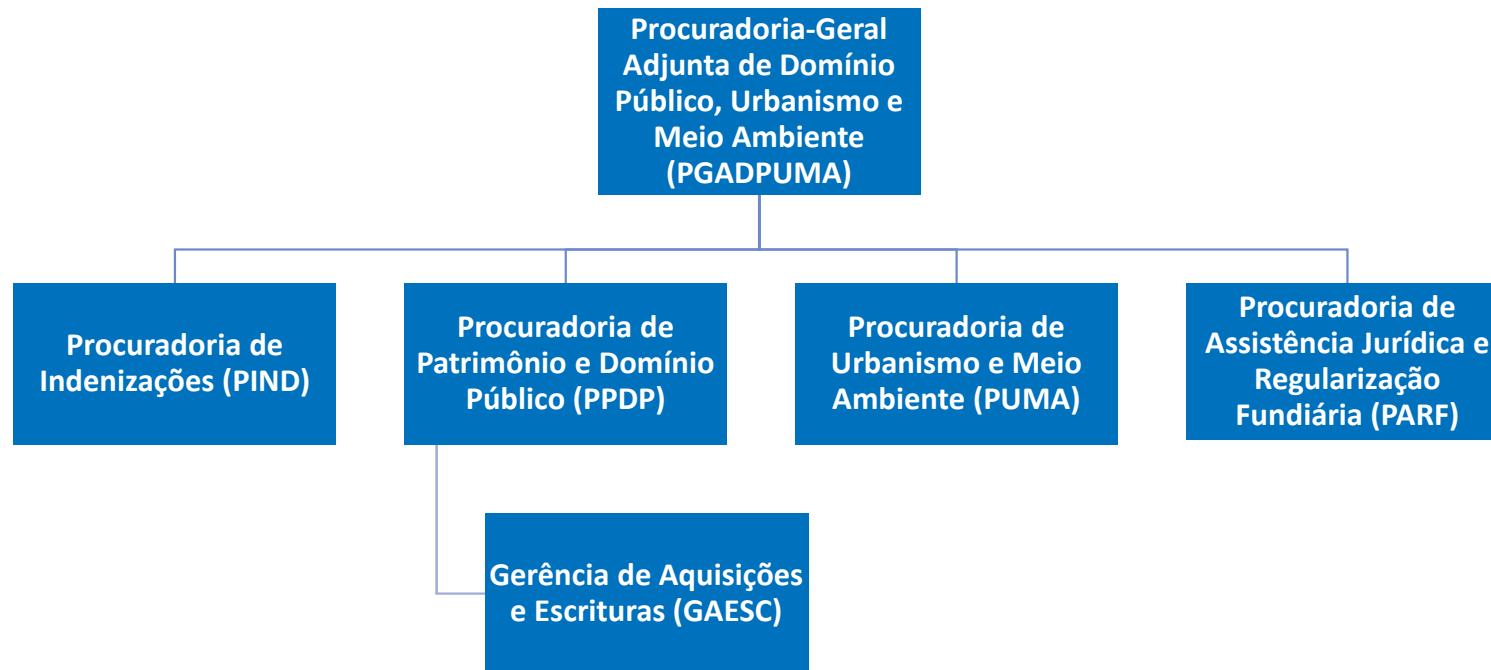 Procuradoria-Geral
Adjunta de Domínio
Público, Urbanismo e
Meio Ambiente
(PGADPUMA)
Procuradoria de
Indenizações (PIND)
Procuradoria de
Patrimônio e Domínio
Público (PPDP)
Procuradoria de
Urbanismo e Meio
Ambiente (PUMA)
Procuradoria de
Assistência Jurídica e
Regularização
Fundiária (PARF)
Gerência de Aquisições
e Escrituras (GAESC)